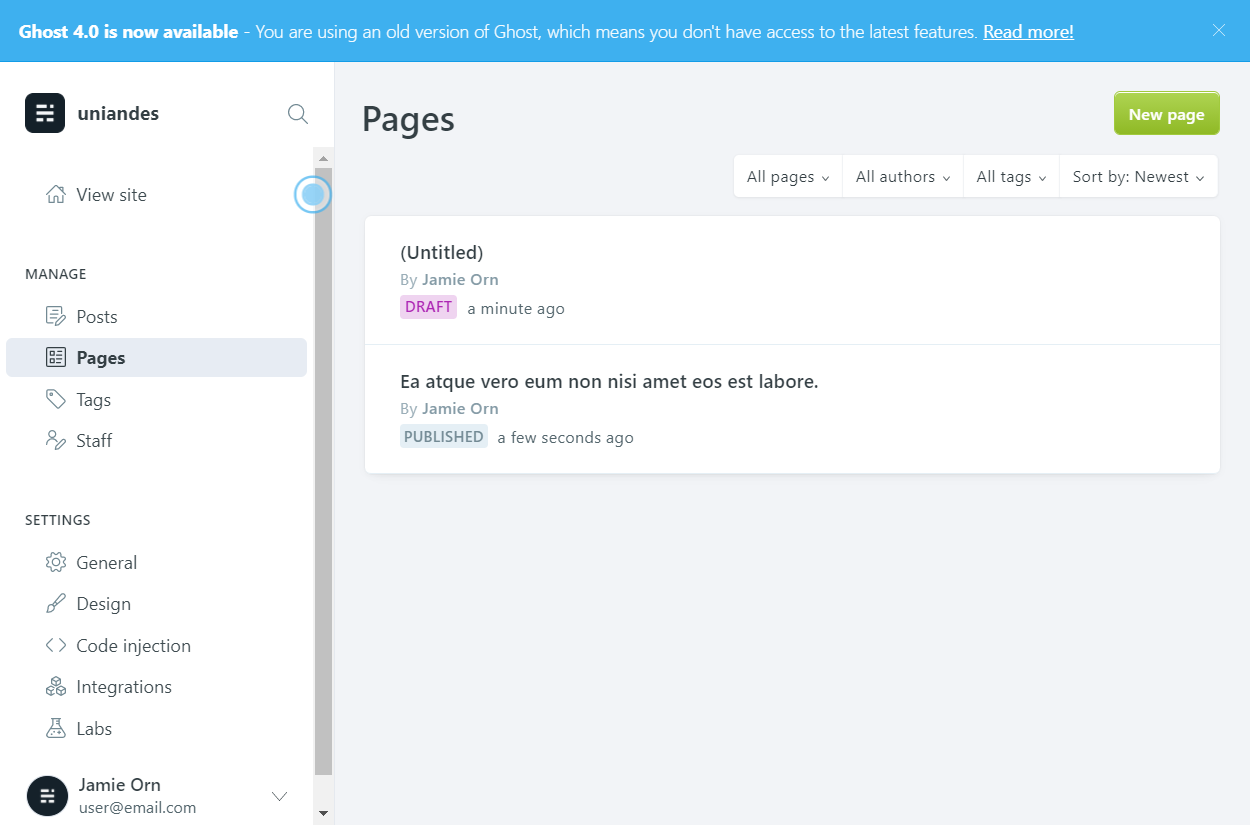 Ghost 4.0 is now available - You are using an old version of Ghost, which means you don't have access to the latest features. Read more!
uniandes
View site
MANAGE
Posts
Pages
Tags
Staff
SETTINGS
General
Design
Code injection
Integrations
Labs
Jamie Orn
user@email.com
Pages
New page
All pages
All authors
All tags
Sort by: Newest
(Untitled)
By Jamie Orn
DRAFT a minute ago
Ea atque vero eum non nisi amet eos est labore.
By Jamie Orn
PUBLISHED a few seconds ago